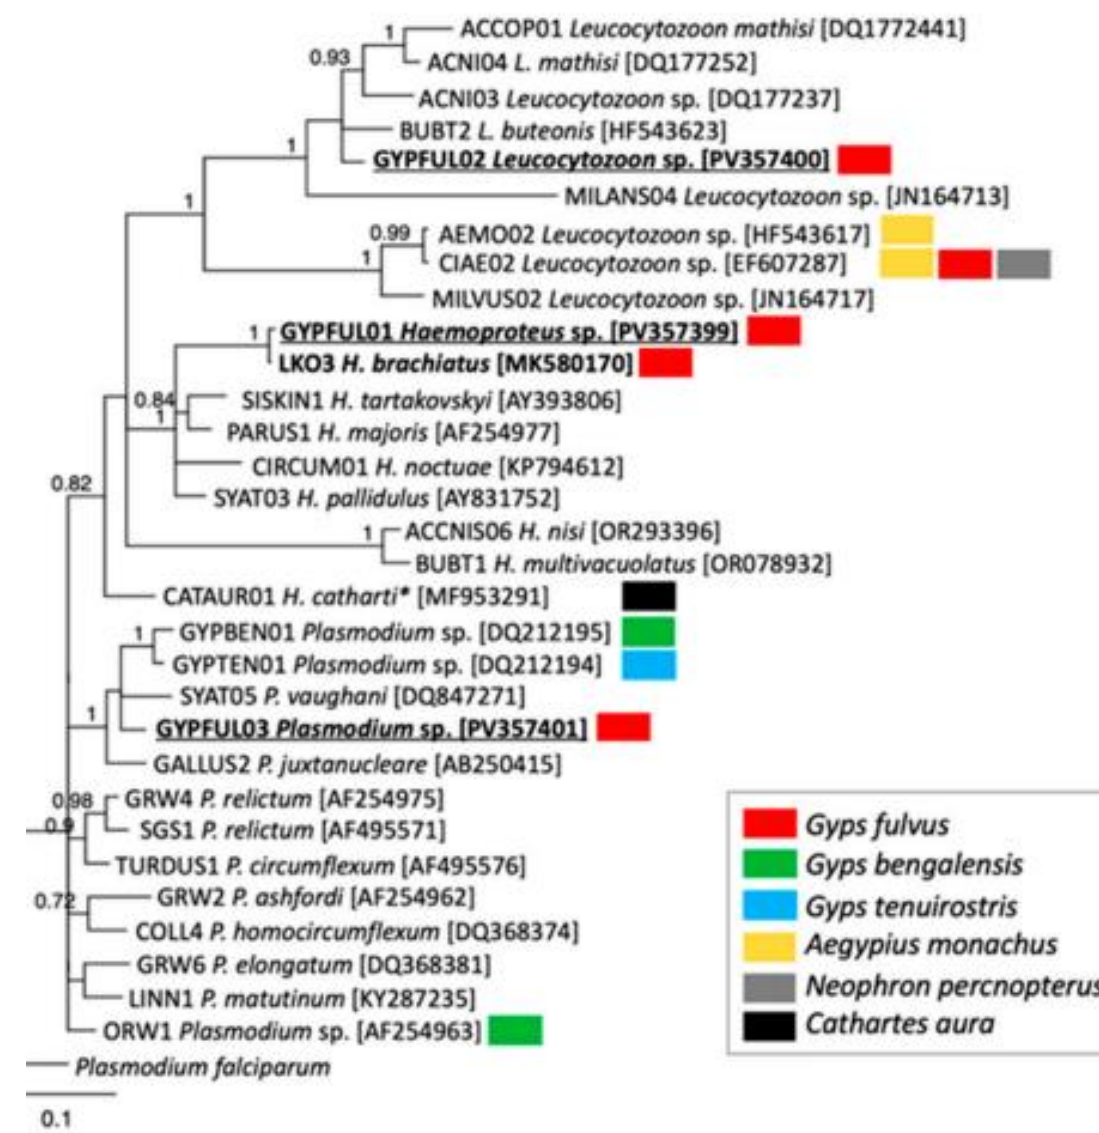 1
ACCOP01 Leucocytozoon mathisi [DQ1772441]
0.93
ACNI04 L. mathisi [DQ177252]
ACNI03 Leucocytozoon sp. [DQ177237]
BUBT2 L. buteonis [HF543623]
1
GYPFUL02 Leucocytozoon sp. [PV357400]
1
MILANS04 Leucocytozoon sp. [JN164713]
0.99
AEMO02 Leucocytozoon sp. [HF543617]
1
CIAE02 Leucocytozoon sp. [EF607287]
MILVUS02 Leucocytozoon sp. [JN164717]
1
GYPFUL01 Haemoproteus sp. [PV357399]
LKO3 H. brachiatus [MK580170]
0.84
SISKIN1 H. tartakovskyi [AY393806]
1
PARUS1 H. majoris [AF254977]
CIRCUM01 H. noctuae [KP794612]
0.82
SYAT03 H. pallidulus [AY831752]
1
ACCNIS06 H. nisi [OR293396]
BUBT1 H. multivacuolatus [OR078932]
CATAUR01 H. catharti* [MF953291]
1
GYPBEN01 Plasmodium sp. [DQ212195]
GYPTEN01 Plasmodium sp. [DQ212194]
SYAT05 P. vaughani [DQ847271]
1
GYPFUL03 Plasmodium sp. [PV357401]
GALLUS2 P. juxtanucleare [AB250415]
0.98
GRW4 P. relictum [AF254975]
0.9
SGS1 P. relictum [AF495571]
TURDUS1 P. circumflexum [AF495576]
0.72
GRW2 P. ashfordi [AF254962]
COLL4 P. homocircumflexum [DQ368374]
GRW6 P. elongatum [DQ368381]
LINN1 P. matutinum [KY287235]
ORW1 Plasmodium sp. [AF254963]
Plasmodium falciparum
0.1
Gyps fulvus
Gyps bengalensis
Gyps tenuirostris
Aegypius monachus
Neophron percnopterus
Cathartes aura